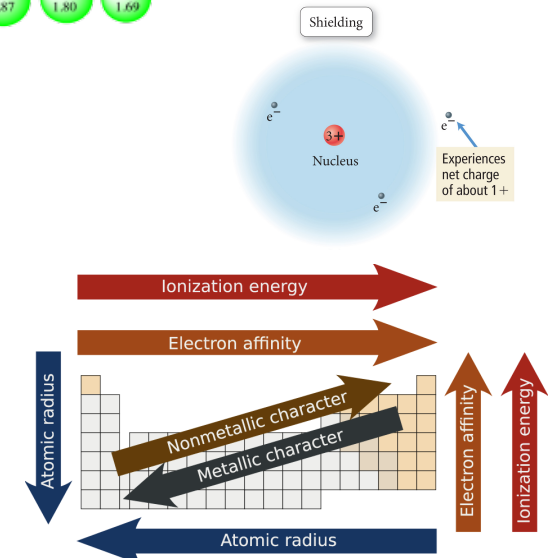 1.80
1.69
Shielding
e−
3+
Nucleus
e−
e−
Experiences
net charge
of about 1+
Ionization energy
Electron affinity
Atomic radius
Nonmetallic character
Metallic character
Electron affinity
Ionization energy
Atomic radius